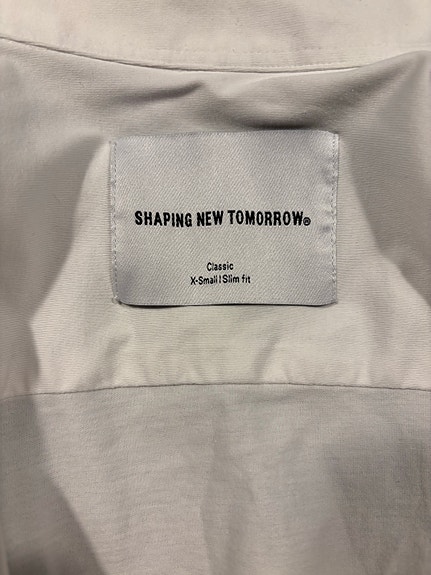 SHAPING NEW TOMORROW®
Classic
X-Small | Slim fit